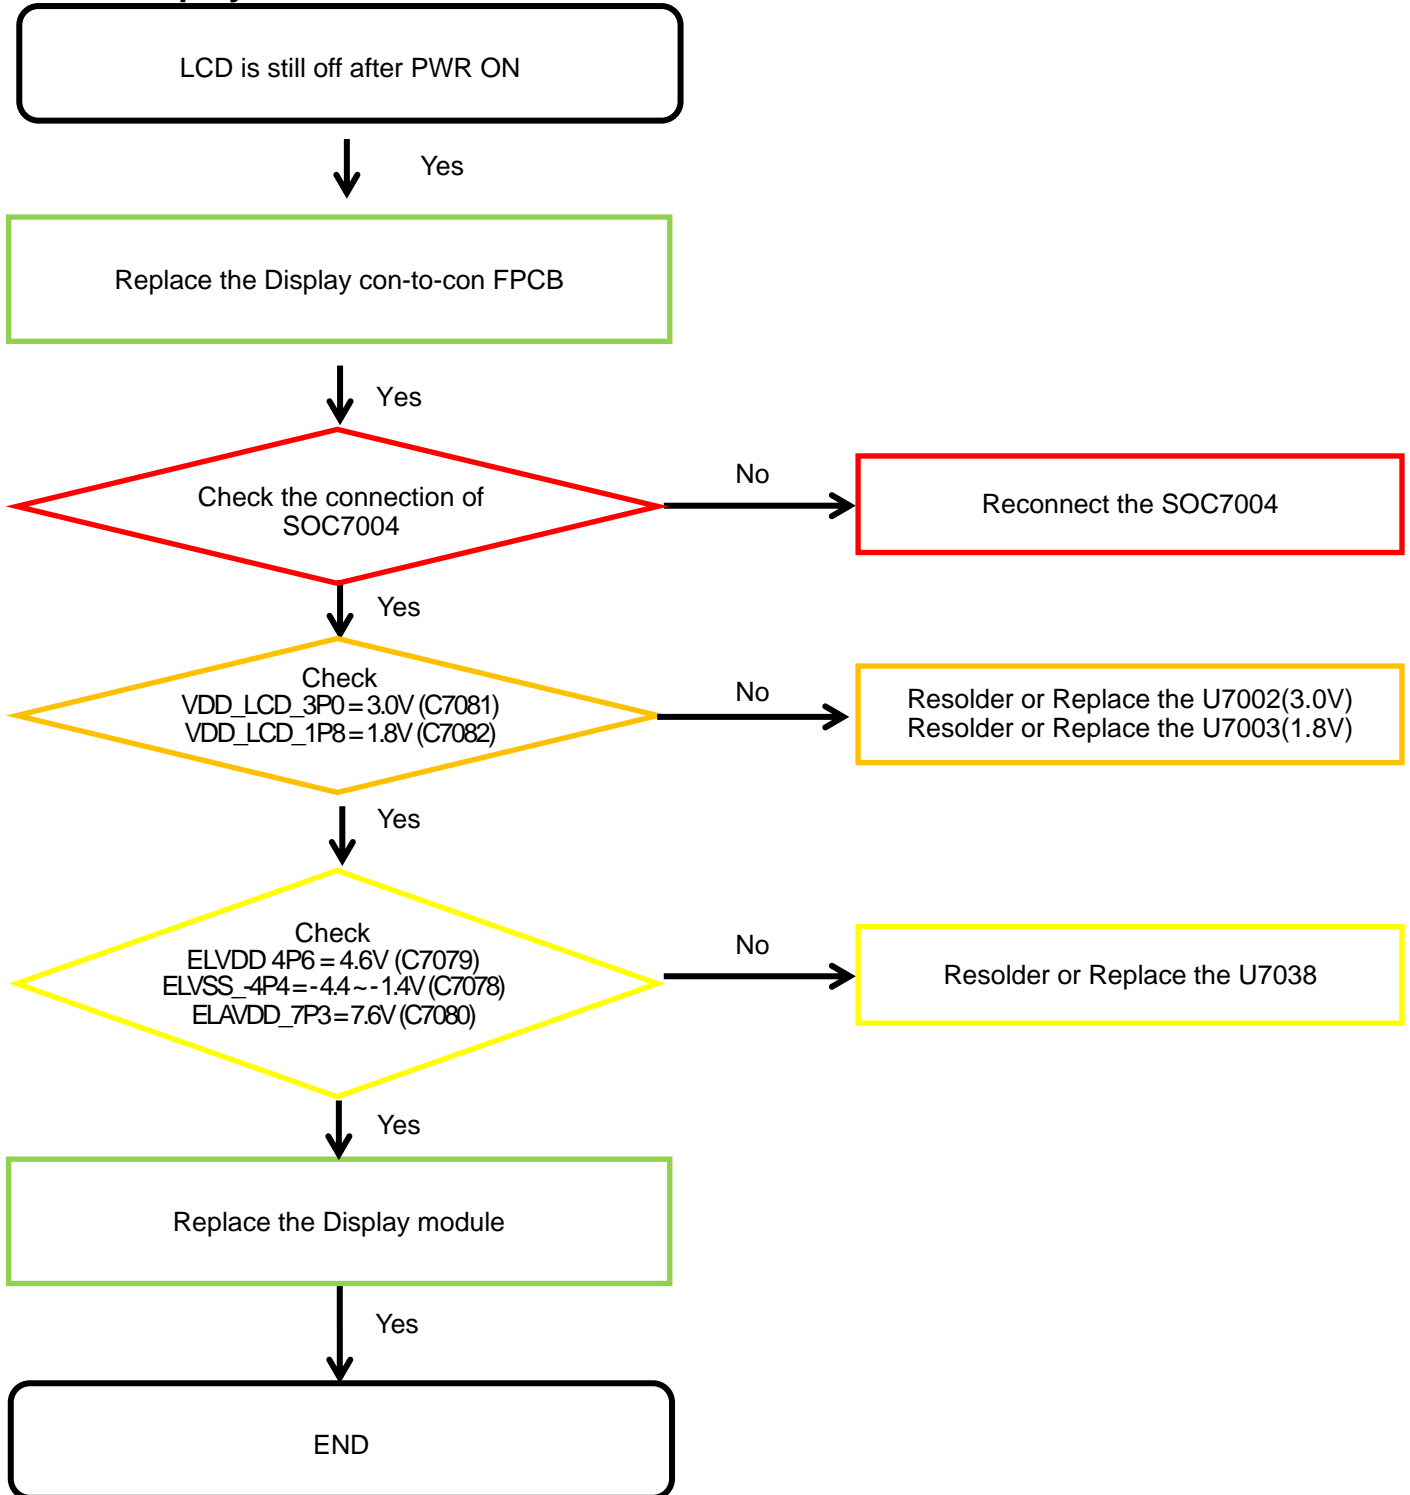 LCD is still off after PWR ON
Yes
Replace the Display con-to-con FPCB
Yes
Check the connection of
SOC7004
No
Reconnect the SOC7004
Yes
Check
VDD_LCD_3P0 = 3.0V (C7081)
VDD_LCD_1P8 = 1.8V (C7082)
No
Resolder or Replace the U7002(3.0V)
Resolder or Replace the U7003(1.8V)
Yes
Check
ELVDD 4P6 = 4.6V (C7079)
ELVSS_-4P4 = -4.4 ~ -1.4V (C7078)
ELAVDD_7P3 = 7.6V (C7080)
No
Resolder or Replace the U7038
Yes
Replace the Display module
Yes
END